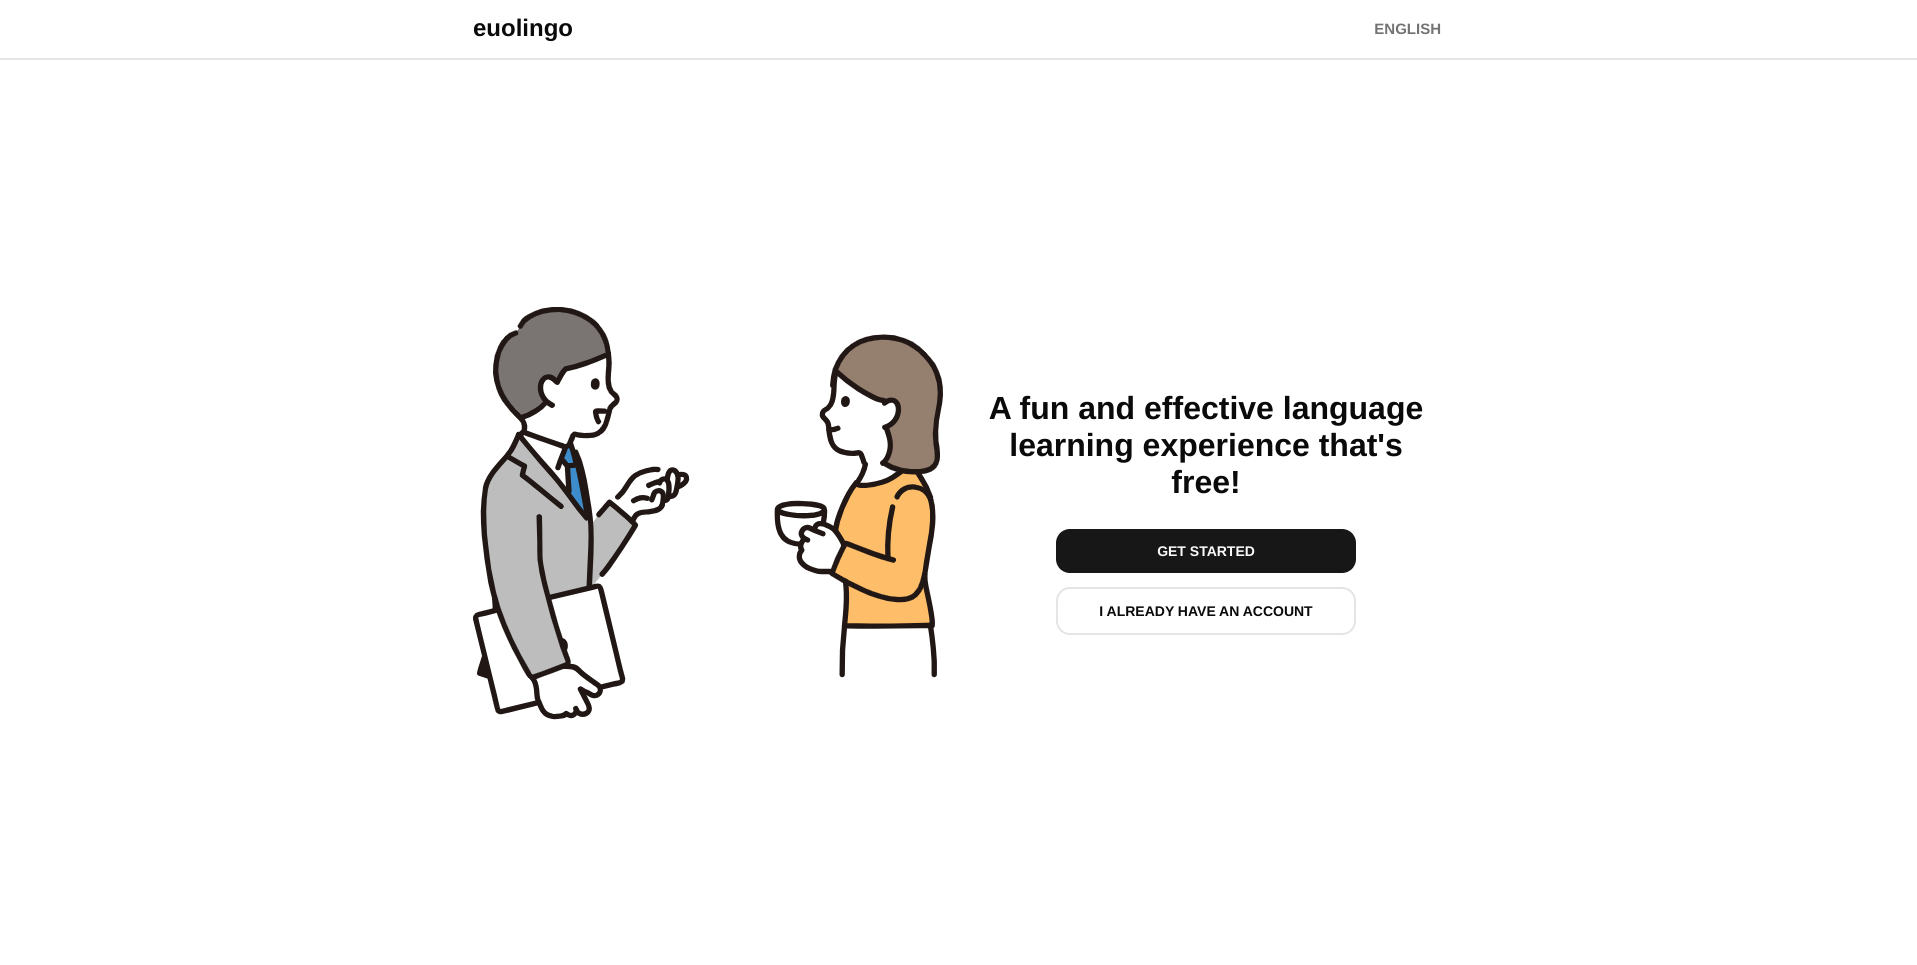 euolingo
ENGLISH
A fun and effective language
learning experience that's
free!
GET STARTED
I ALREADY HAVE AN ACCOUNT